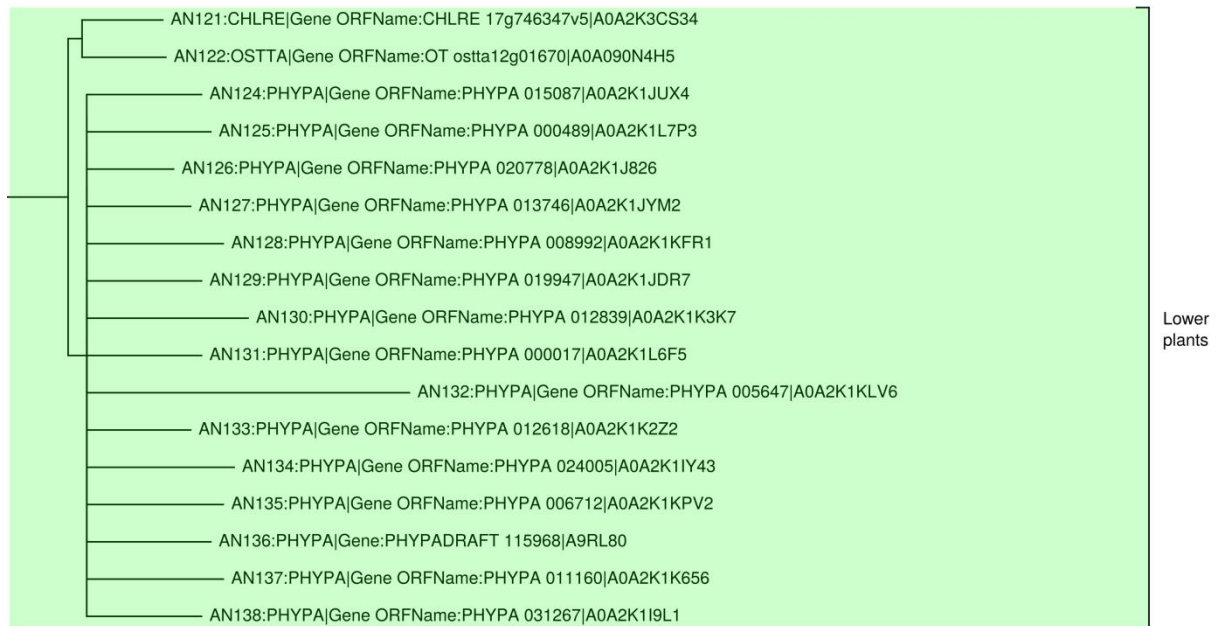 AN121:CHLRE|Gene ORFName:CHLRE 17g746347v5|A0A2K3CS34
AN122:OSTTA|Gene ORFName:OT ostta12g01670|A0A090N4H5
AN124:PHYPA|Gene ORFName:PHYPA 015087|A0A2K1JUX4
AN125:PHYPA|Gene ORFName:PHYPA 000489|A0A2K1L7P3
AN126:PHYPA|Gene ORFName:PHYPA 020778|A0A2K1J826
AN127:PHYPA|Gene ORFName:PHYPA 013746|A0A2K1JYM2
AN128:PHYPA|Gene ORFName:PHYPA 008992|A0A2K1KFR1
AN129:PHYPA|Gene ORFName:PHYPA 019947|A0A2K1JDR7
AN130:PHYPA|Gene ORFName:PHYPA 012839|A0A2K1K3K7
AN131:PHYPA|Gene ORFName:PHYPA 000017|A0A2K1L6F5
AN132:PHYPA|Gene ORFName:PHYPA 005647|A0A2K1KLV6
AN133:PHYPA|Gene ORFName:PHYPA 012618|A0A2K1K2Z2
AN134:PHYPA|Gene ORFName:PHYPA 024005|A0A2K1IY43
AN135:PHYPA|Gene ORFName:PHYPA 006712|A0A2K1KPV2
AN136:PHYPA|Gene:PHYPADRAFT 115968|A9RL80
AN137:PHYPA|Gene ORFName:PHYPA 011160|A0A2K1K656
AN138:PHYPA|Gene ORFName:PHYPA 031267|A0A2K1I9L1
Lower
plants